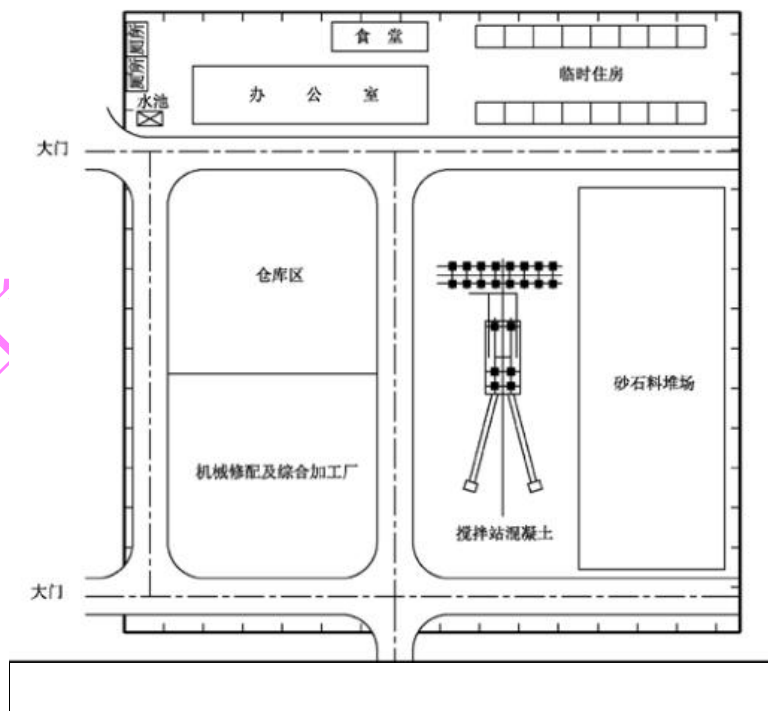 厕所
厕所
食 堂
临时住房
办 公 室
水池
大门
仓库区
砂石料堆场
机械修配及综合加工厂
搅拌站混凝土
大门